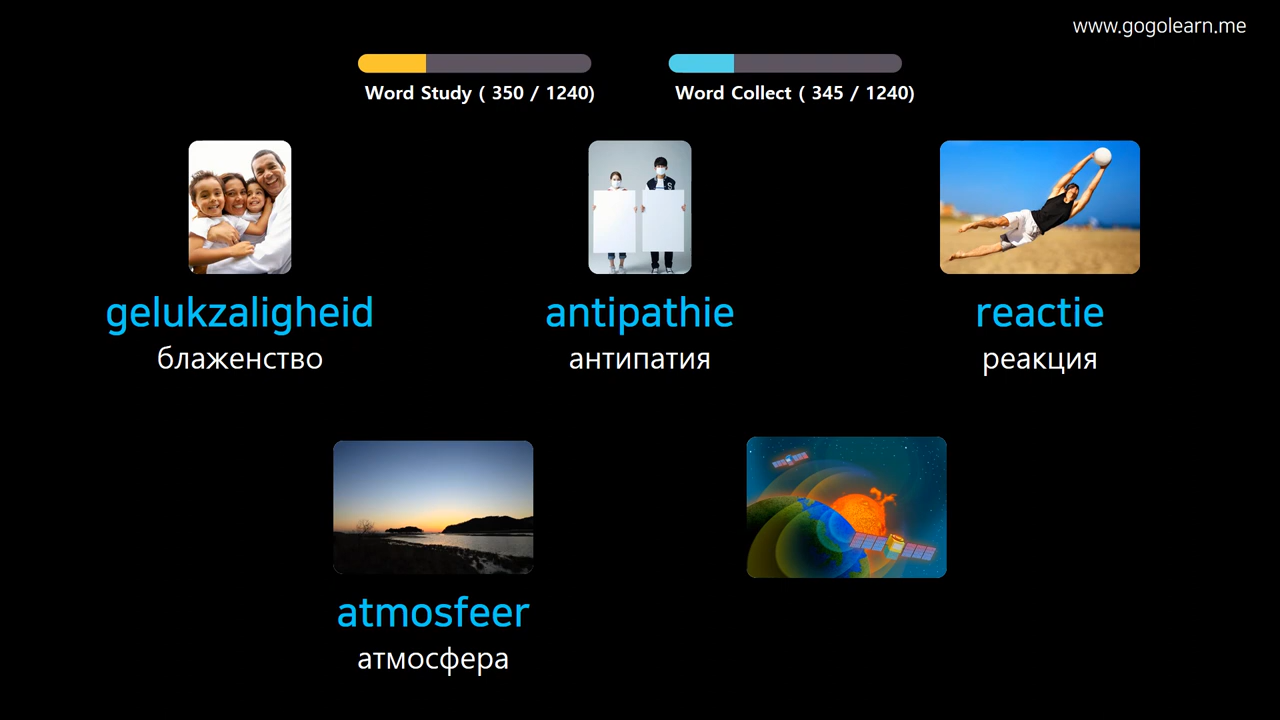 www.gogolearn.me
Word Study ( 350 / 1240)
Word Collect ( 345 / 1240)
gelukzaligheid
блаженство
antipathie
антипатия
reactie
реакция
atmosfeer
атмосфера